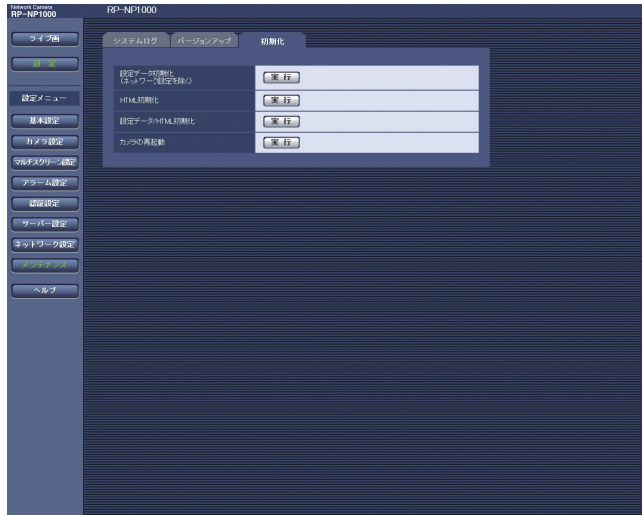 Network Camera
RP-NP1000
RP-NP1000
ライブ画
設定
システムログ
バージョンアップ
初期化
設定データ初期化
(ネットワーク設定を除く)
実行
HTML初期化
実行
設定データ/HTML初期化
実行
カメラの再起動
実行
設定メニュー
基本設定
カメラ設定
マルチスクリーン設定
アラーム設定
認証設定
サーバー設定
ネットワーク設定
メンテナンス
ヘルプ